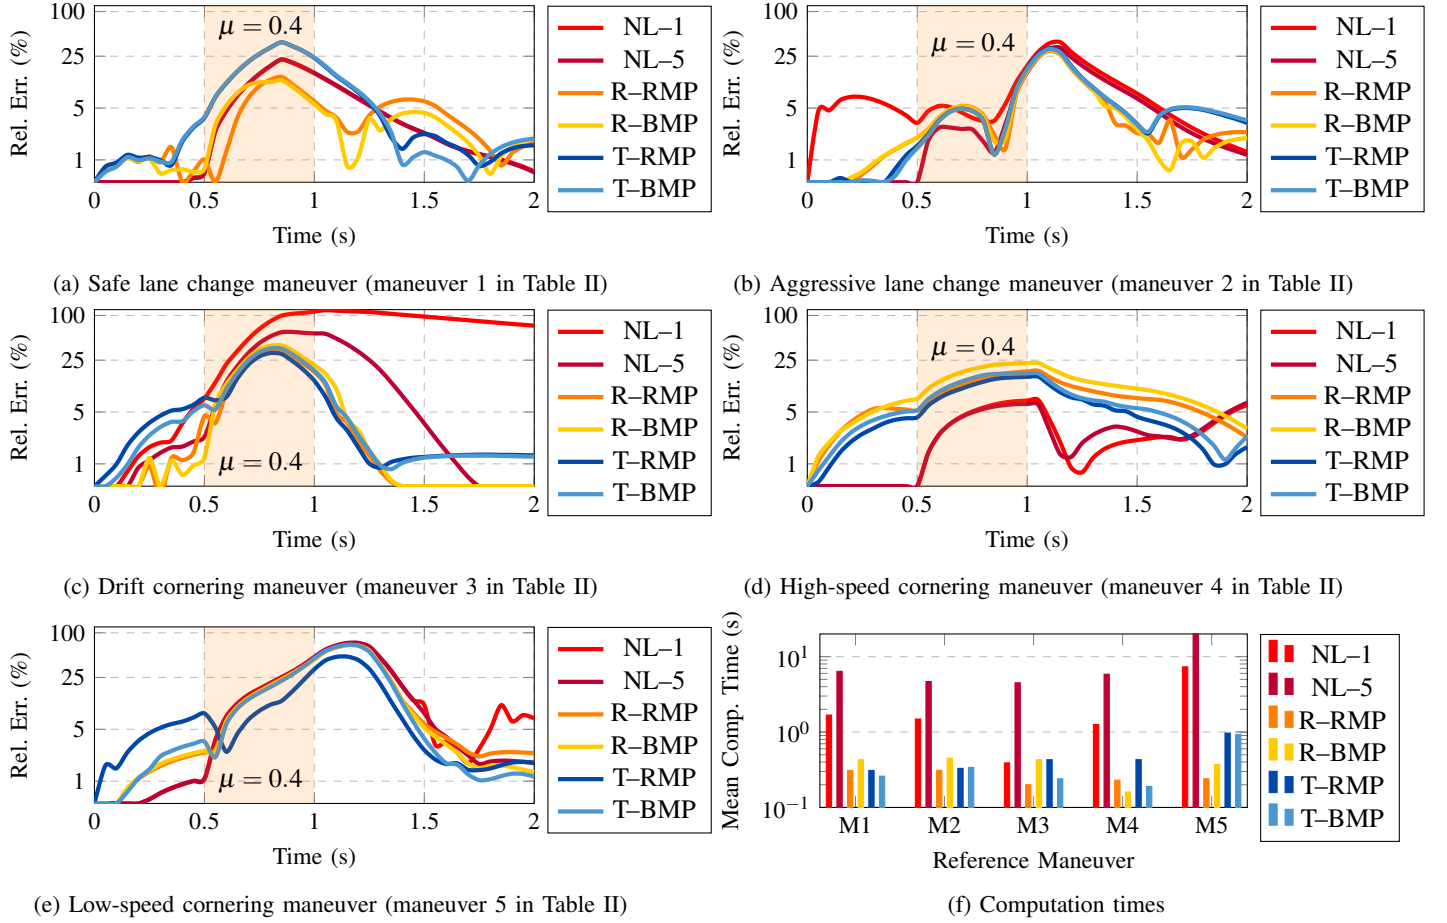 100
25
5
1
Rel. Err. (%)
μ = 0.4
0
0.5
1
1.5
2
Time (s)
NL–1
NL–5
R–RMP
R–BMP
T–RMP
T–BMP
(a) Safe lane change maneuver (maneuver 1 in Table II)
100
25
5
1
Rel. Err. (%)
μ = 0.4
0
0.5
1
1.5
2
Time (s)
NL–1
NL–5
R–RMP
R–BMP
T–RMP
T–BMP
(b) Aggressive lane change maneuver (maneuver 2 in Table II)
100
25
5
1
Rel. Err. (%)
μ = 0.4
0
0.5
1
1.5
2
Time (s)
NL–1
NL–5
R–RMP
R–BMP
T–RMP
T–BMP
(c) Drift cornering maneuver (maneuver 3 in Table II)
100
25
5
1
Rel. Err. (%)
μ = 0.4
0
0.5
1
1.5
2
Time (s)
NL–1
NL–5
R–RMP
R–BMP
T–RMP
T–BMP
(d) High-speed cornering maneuver (maneuver 4 in Table II)
100
25
5
1
Rel. Err. (%)
μ = 0.4
0
0.5
1
1.5
2
Time (s)
NL–1
NL–5
R–RMP
R–BMP
T–RMP
T–BMP
(e) Low-speed cornering maneuver (maneuver 5 in Table II)
10¹
10⁰
10⁻¹
Mean Comp. Time (s)
M1
M2
M3
M4
M5
Reference Maneuver
NL–1
NL–5
R–RMP
R–BMP
T–RMP
T–BMP
(f) Computation times